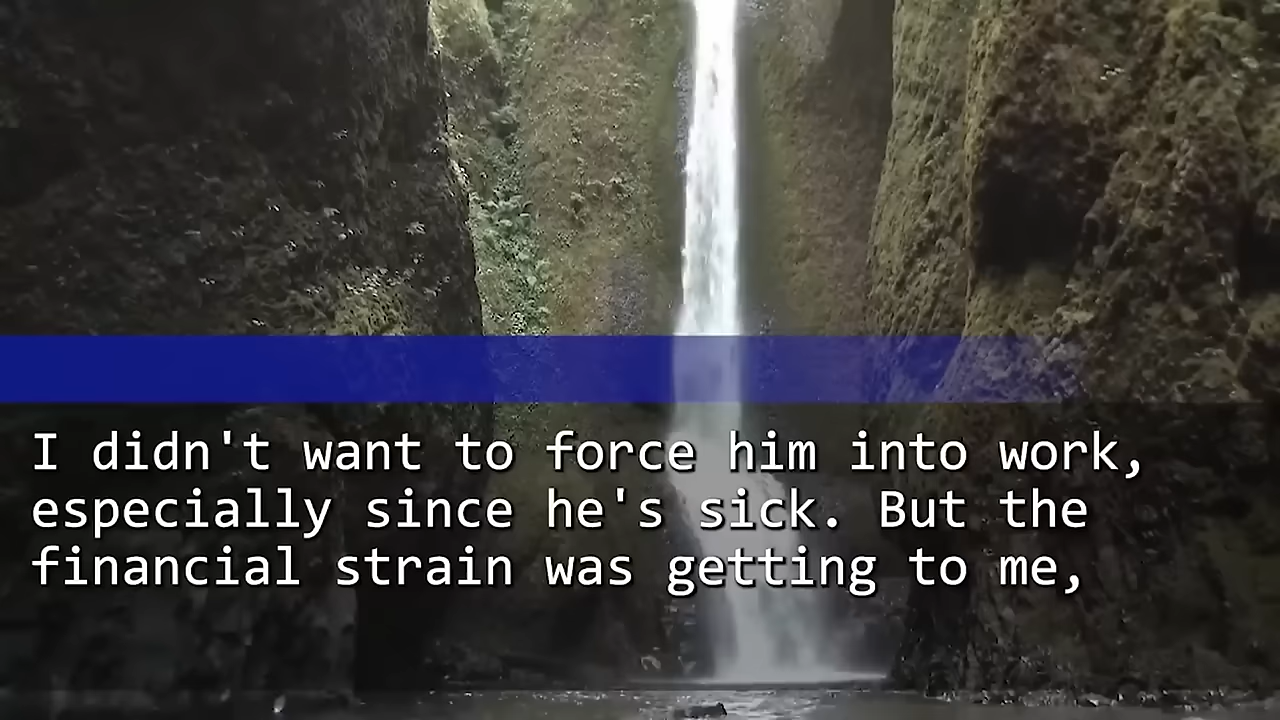 I didn't want to force him into work,
especially since he's sick. But the
financial strain was getting to me,